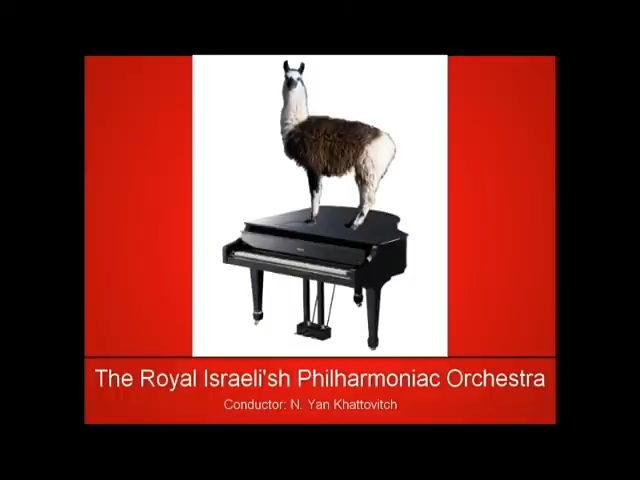 The Royal Israeli'sh Philharmoniac Orchestra
Conductor: N. Yan Khattovitch